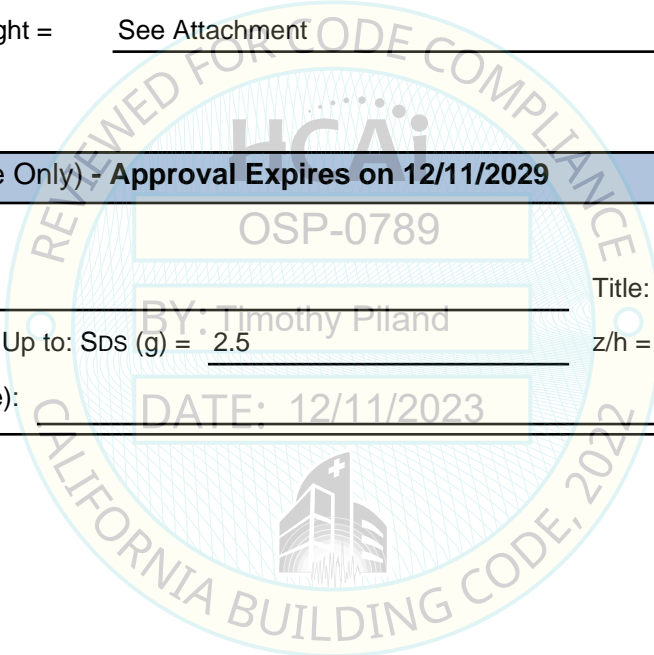 ght = See Attachment
REVIEWED FOR CODE COMPLIANCE
HCAi
e Only) - Approval Expires on 12/11/2029
OSP-0789
Title:
BY: Timothy Piland
Up to: SDS (g) = 2.5 z/h =
e):
DATE: 12/11/2023
CALIFORNIA BUILDING CODE, 2022